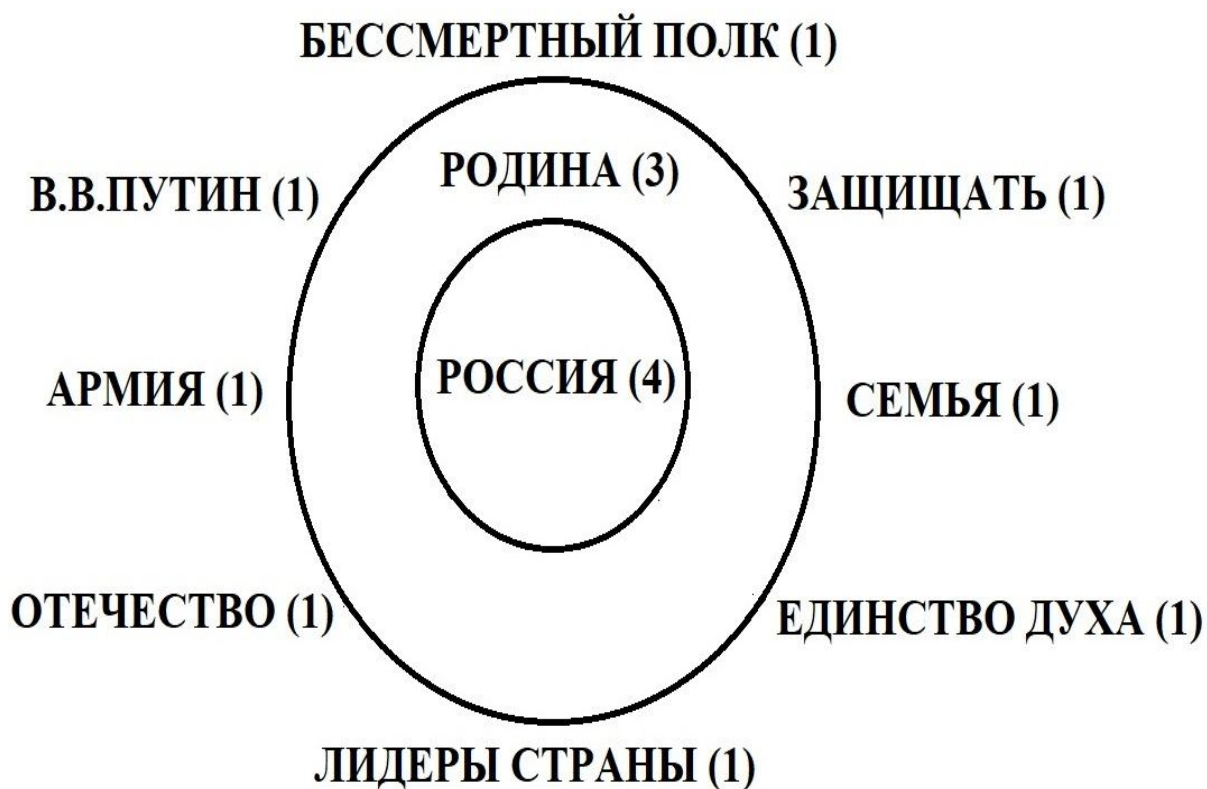 БЕССМЕРТНЫЙ ПОЛК (1)
РОДИНА (3)
В.В.ПУТИН (1)
ЗАЩИЩАТЬ (1)
РОССИЯ (4)
АРМИЯ (1)
СЕМЬЯ (1)
ОТЕЧЕСТВО (1)
ЕДИНСТВО ДУХА (1)
ЛИДЕРЫ СТРАНЫ (1)